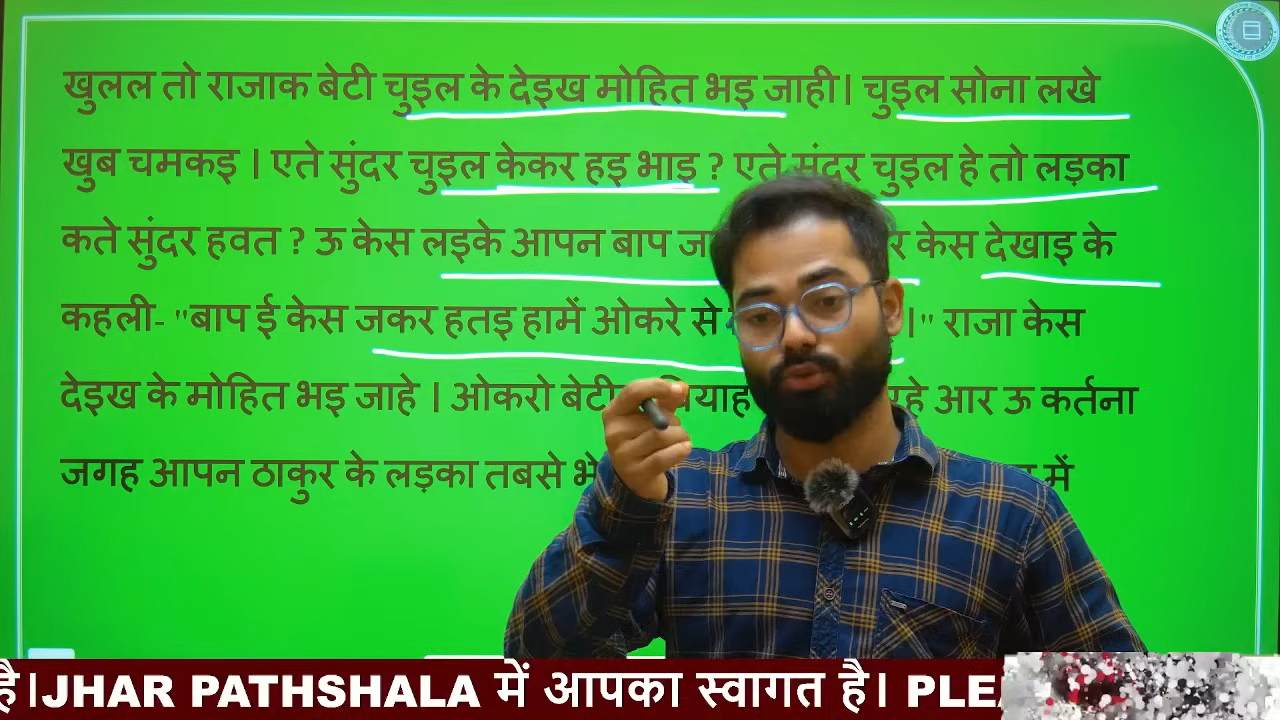 खुलल तो राजाक बेटी चुइल के देइख मोहित भइ जाही। चुइल सोना लखे
खुब चमकइ । एते सुंदर चुइल केकर हइ भाइ ? एते सुंदर चुइल हे तो लड़का
कते सुंदर हवत ? ऊ केस लइके आपन बाप केस देखाइ के
कहली- "बाप ई केस जकर हतइ हामें ओकरे से ।" राजा केस
देइख के मोहित भइ जाहे । ओकरो बेटी रहे आर ऊ कर्तना
जगह आपन ठाकुर के लड़का तबसे में
है।JHAR PATHSHALA में आपका स्वागत है। PLEA